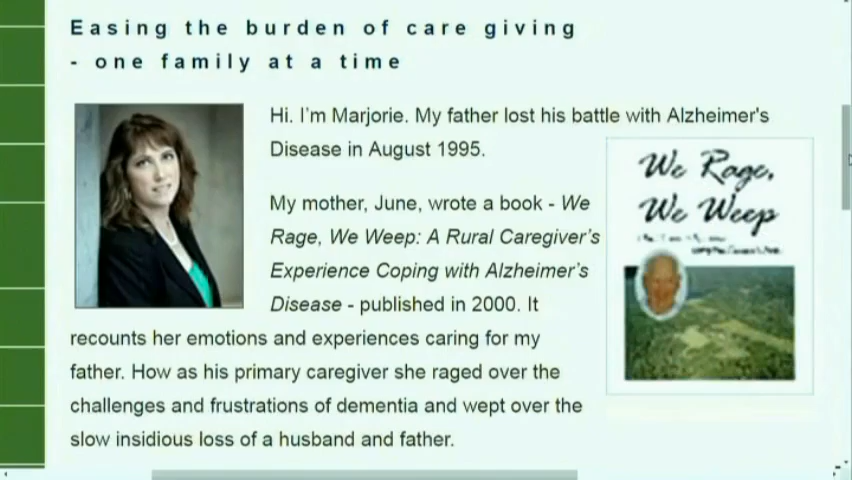 Easing the burden of care giving
- one family at a time
Hi. I'm Marjorie. My father lost his battle with Alzheimer's
Disease in August 1995.
My mother, June, wrote a book - We
Rage, We Weep: A Rural Caregiver's
Experience Coping with Alzheimer's
Disease - published in 2000. It
recounts her emotions and experiences caring for my
father. How as his primary caregiver she raged over the
challenges and frustrations of dementia and wept over the
slow insidious loss of a husband and father.
We Rage,
We Weep